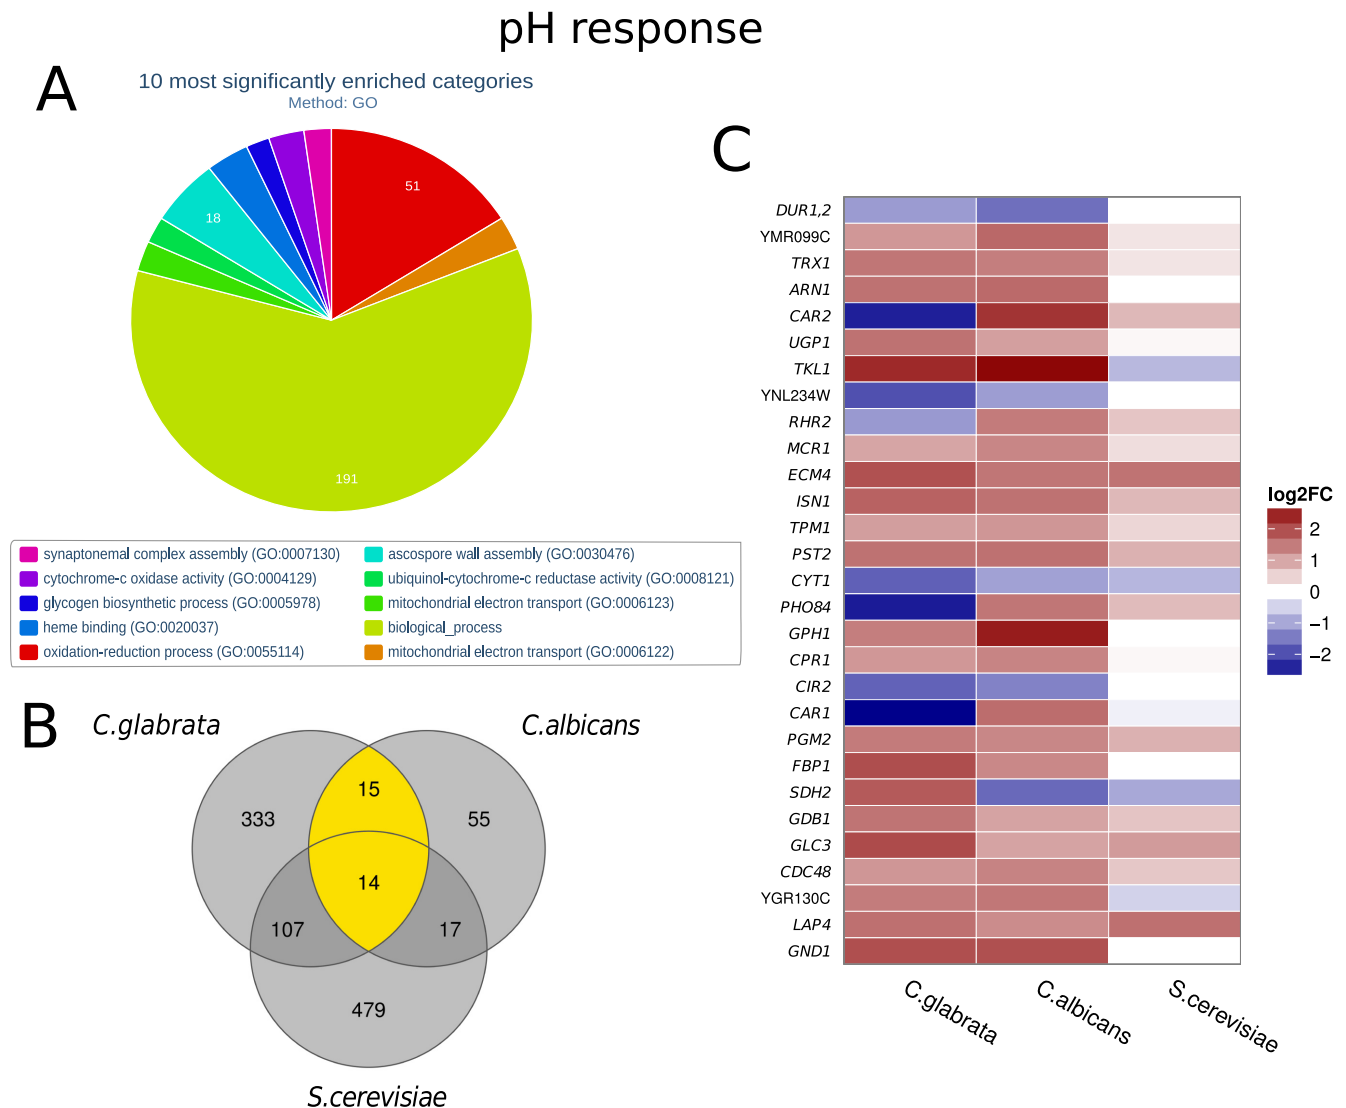 pH response
A
10 most significantly enriched categories
Method: GO
51
18
191
synaptonemal complex assembly (GO:0007130)
cytochrome-c oxidase activity (GO:0004129)
glycogen biosynthetic process (GO:0005978)
heme binding (GO:0020037)
oxidation-reduction process (GO:0055114)
ascospore wall assembly (GO:0030476)
ubiquinol-cytochrome-c reductase activity (GO:0008121)
mitochondrial electron transport (GO:0006123)
biological_process
mitochondrial electron transport (GO:0006122)
B
C.glabrata
C.albicans
15
333
55
14
107
17
479
S.cerevisiae
C
DUR1,2
YMR099C
TRX1
ARN1
CAR2
UGP1
TKL1
YNL234W
RHR2
MCR1
ECM4
ISN1
TPM1
PST2
CYT1
PHO84
GPH1
CPR1
CIR2
CAR1
PGM2
FBP1
SDH2
GDB1
GLC3
CDC48
YGR130C
LAP4
GND1
C.glabrata
C.albicans
S.cerevisiae
log2FC
2
1
0
−1
−2